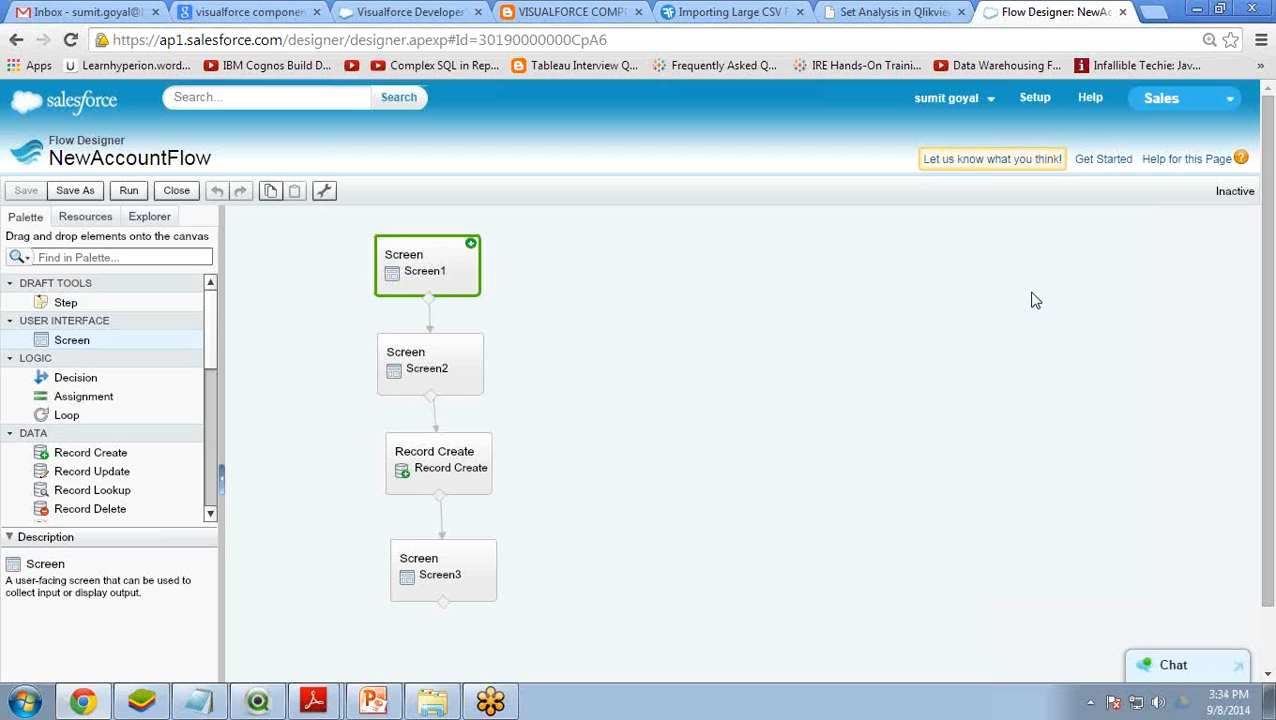 Inbox - sumit.goyal@
visualforce componen
Visualforce Developer'
VISUALFORCE COMP
Importing Large CSV F
Set Analysis in Qlikvie
Flow Designer: NewAc
https://ap1.salesforce.com/designer/designer.apexp#Id=30190000000CpA6
Apps
Learnhyperion.word...
IBM Cognos Build D...
Complex SQL in Rep...
Tableau Interview Q...
Frequently Asked Q...
IRE Hands-On Traini...
Data Warehousing F...
Infallible Techie: Jav...
»
salesforce
Search...
Search
sumit goyal
Setup
Help
Sales
Flow Designer
NewAccountFlow
Let us know what you think!
Get Started
Help for this Page
Save
Save As
Run
Close
Inactive
Palette
Resources
Explorer
Drag and drop elements onto the canvas
Find in Palette...
DRAFT TOOLS
Step
USER INTERFACE
Screen
LOGIC
Decision
Assignment
Loop
DATA
Record Create
Record Update
Record Lookup
Record Delete
Description
Screen
A user-facing screen that can be used to
collect input or display output.
Screen
Screen1
Screen
Screen2
Record Create
Record Create
Screen
Screen3
Chat
3:34 PM
9/8/2014